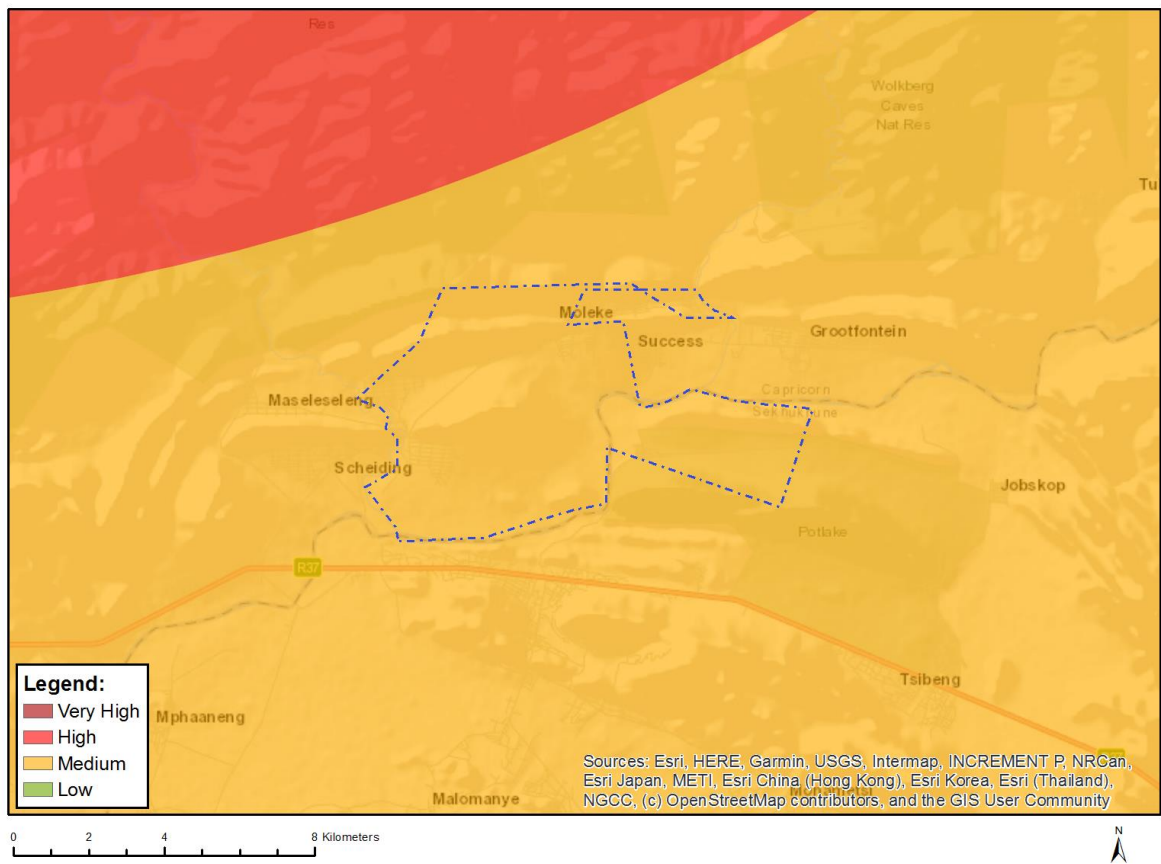 Res
Wolkberg
Caves
Nat Res
Tu
Moleke
Success
Grootfontein
Capricorn
Sekhukhune
Maseleseleng
Scheiding
Jobskop
Potlake
R37
Tsibeng
Legend:
Very High
High
Medium
Low
Mphaaneng
Malomanye
Sources: Esri, HERE, Garmin, USGS, Intermap, INCREMENT P, NRCan,
Esri Japan, METI, Esri China (Hong Kong), Esri Korea, Esri (Thailand),
NGCC, (c) OpenStreetMap contributors, and the GIS User Community
0 2 4 8 Kilometers
N